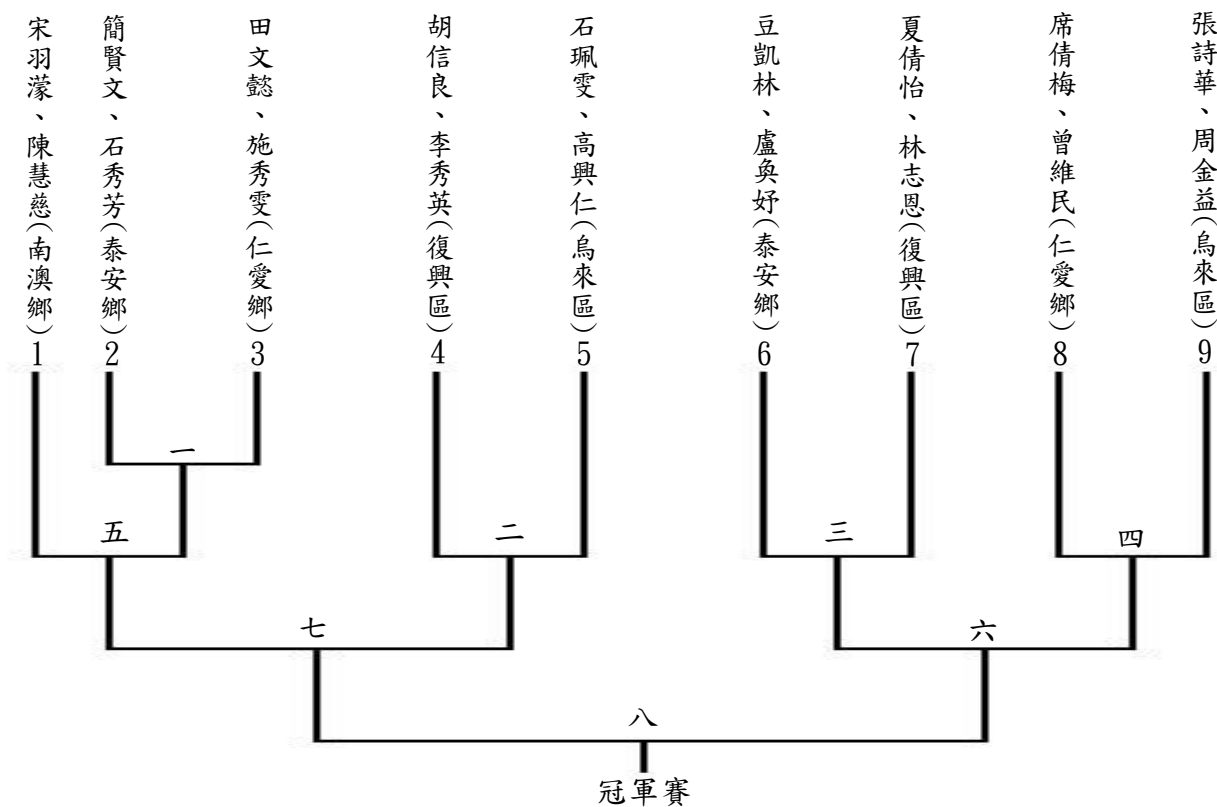 宋羽濛、陳慧慈(南澳鄉)
簡賢文、石秀芳(泰安鄉)
田文懿、施秀雯(仁愛鄉)
胡信良、李秀英(復興區)
石珮雯、高興仁(烏來區)
豆凱林、盧奐妤(泰安鄉)
夏倩怡、林志恩(復興區)
席倩梅、曾維民(仁愛鄉)
張詩華、周金益(烏來區)
1 2 3 4 5 6 7 8 9
一
五 二 三 四
七 六
八
冠軍賽